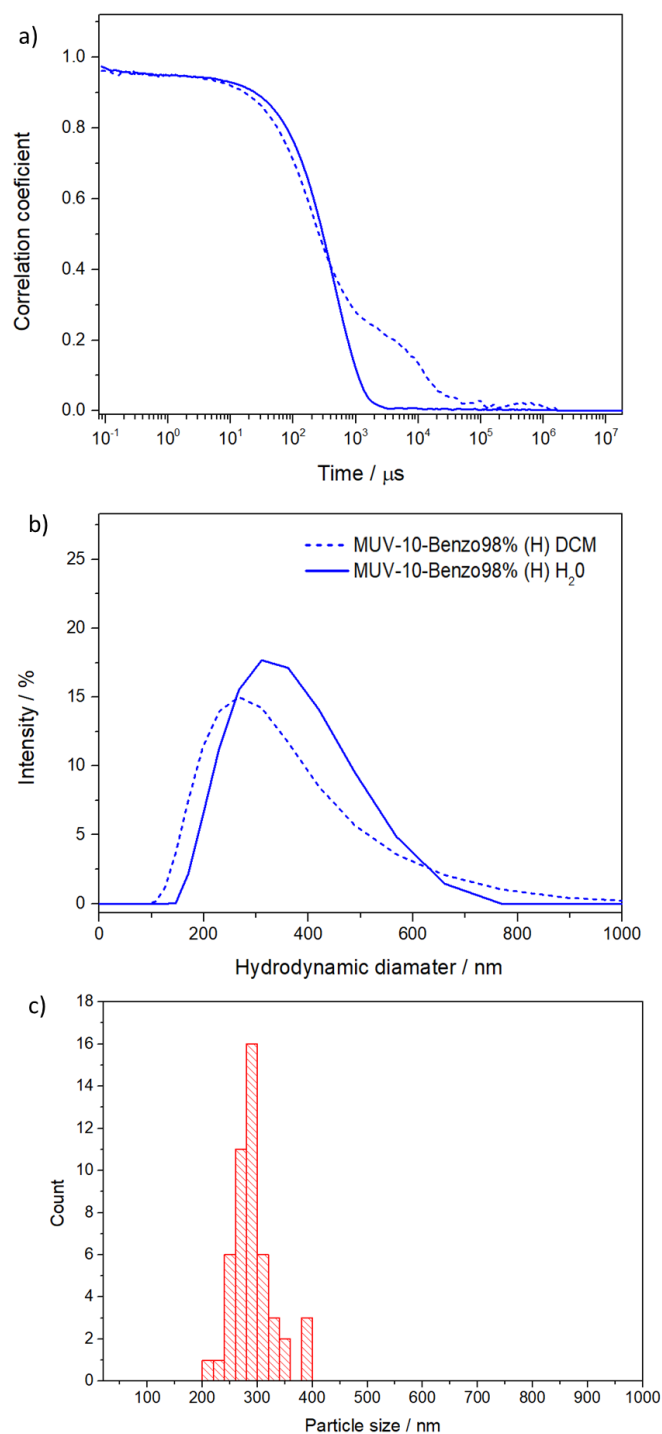 a)
1.0
0.8
0.6
0.4
0.2
0.0
Correlation coeficient
10⁻¹ 10⁰ 10¹ 10² 10³ 10⁴ 10⁵ 10⁶ 10⁷
Time / μs
b)
MUV-10-Benzo98% (H) DCM
MUV-10-Benzo98% (H) H₂0
25
20
15
10
5
0
Intensity / %
0 200 400 600 800 1000
Hydrodynamic diamater / nm
c)
18
16
14
12
10
8
6
4
2
0
Count
100 200 300 400 500 600 700 800 900 1000
Particle size / nm